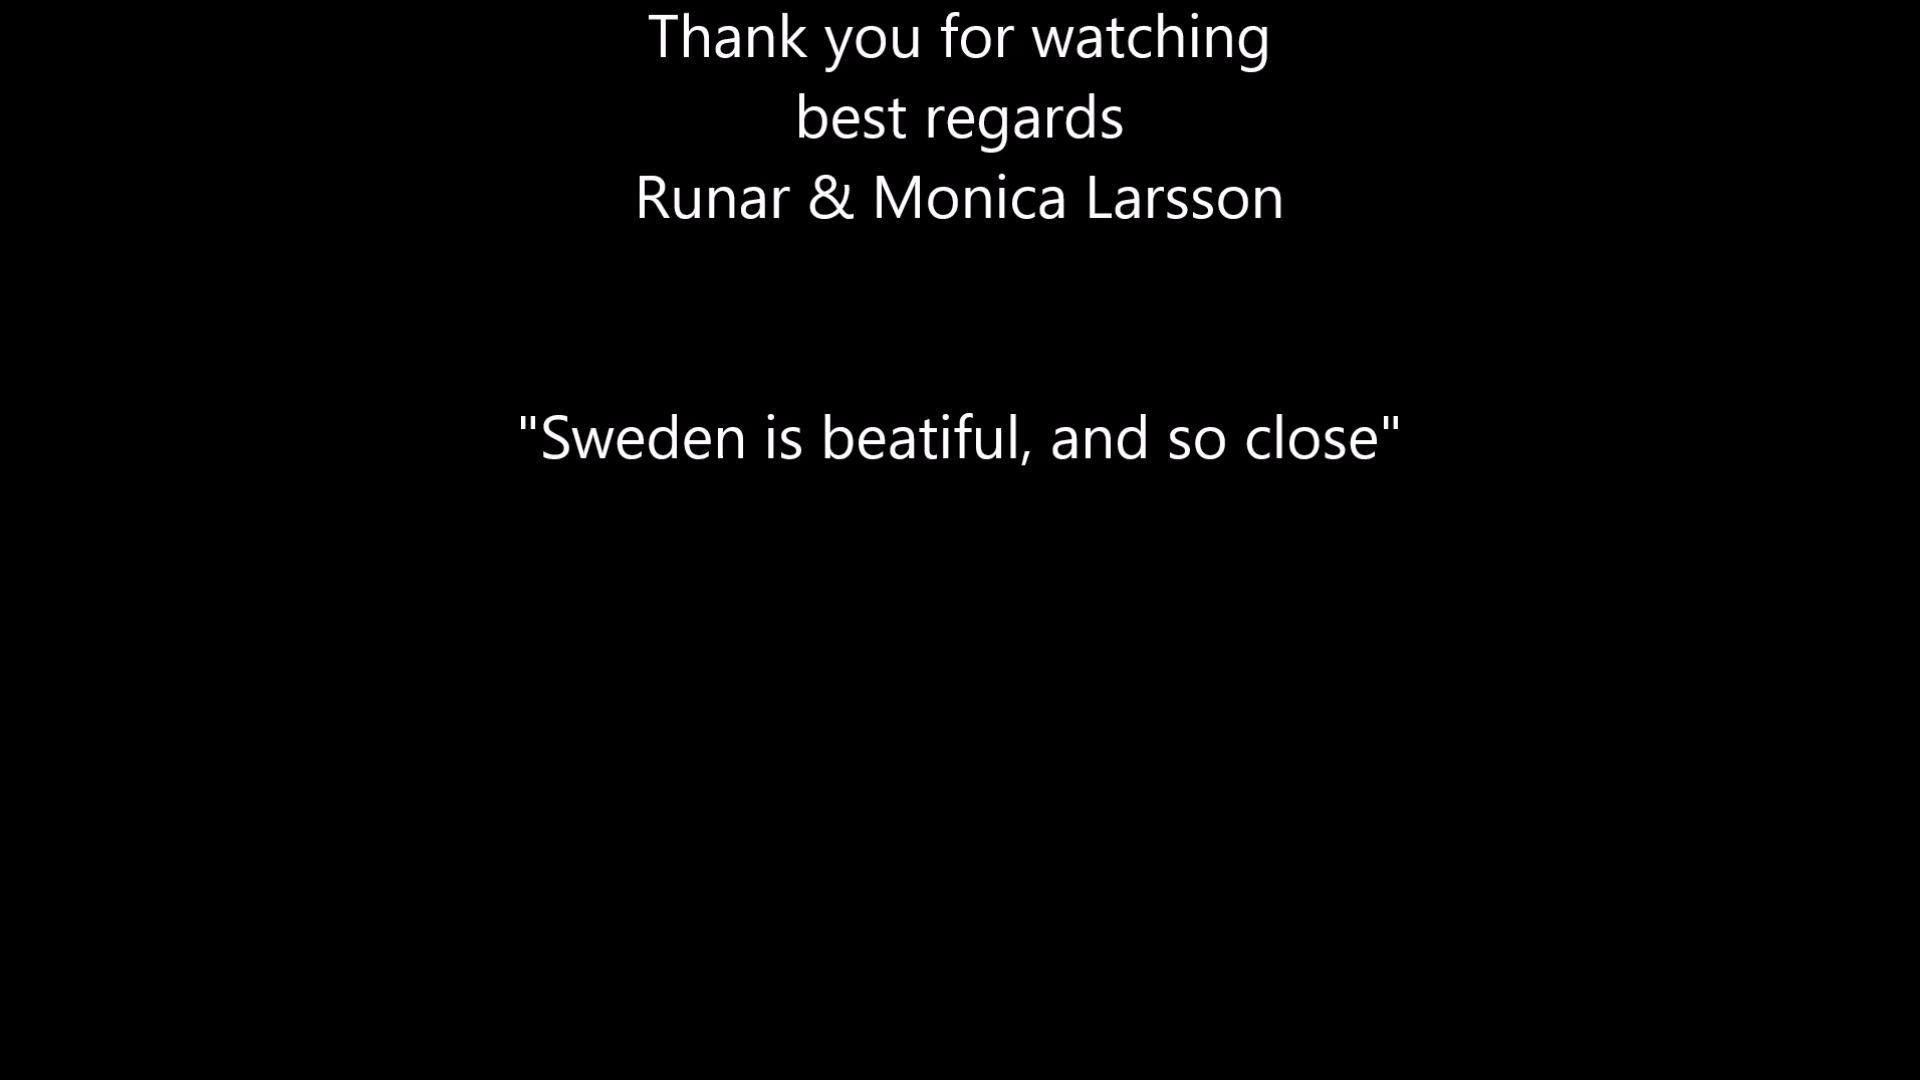 Thank you for watching
best regards
Runar & Monica Larsson
"Sweden is beatiful, and so close"